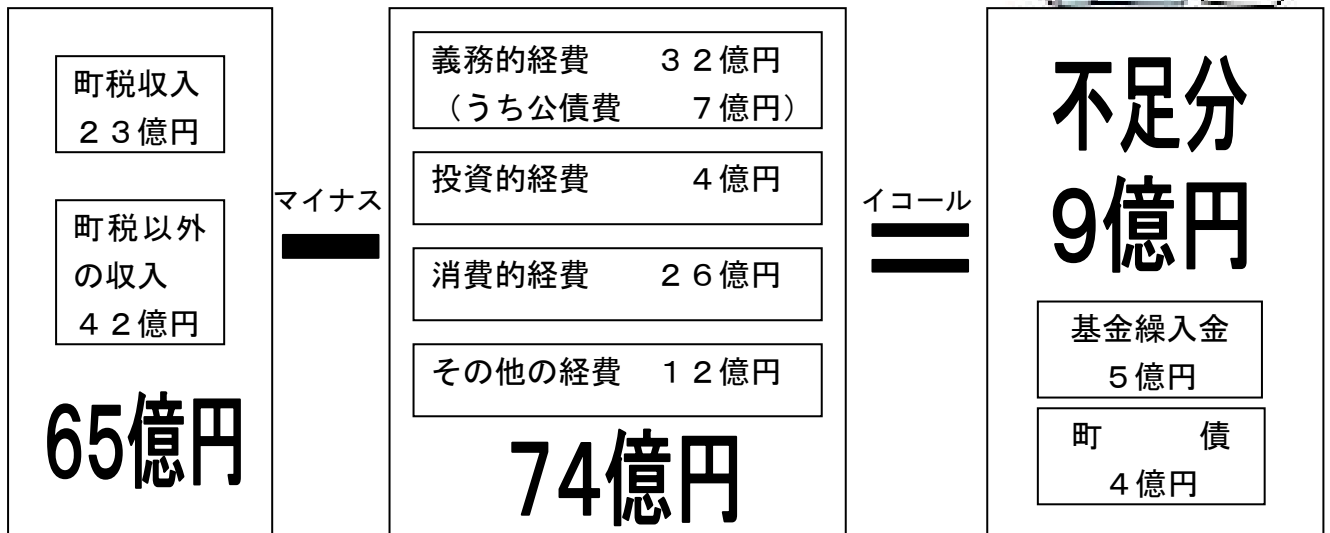 町税収入
２３億円
町税以外
の収入
４２億円
65億円
マイナス
義務的経費　　３２億円
（うち公債費　　７億円）
投資的経費　　　４億円
消費的経費　　２６億円
その他の経費　１２億円
74億円
イコール
不足分
9億円
基金繰入金
５億円
町　　　債
４億円